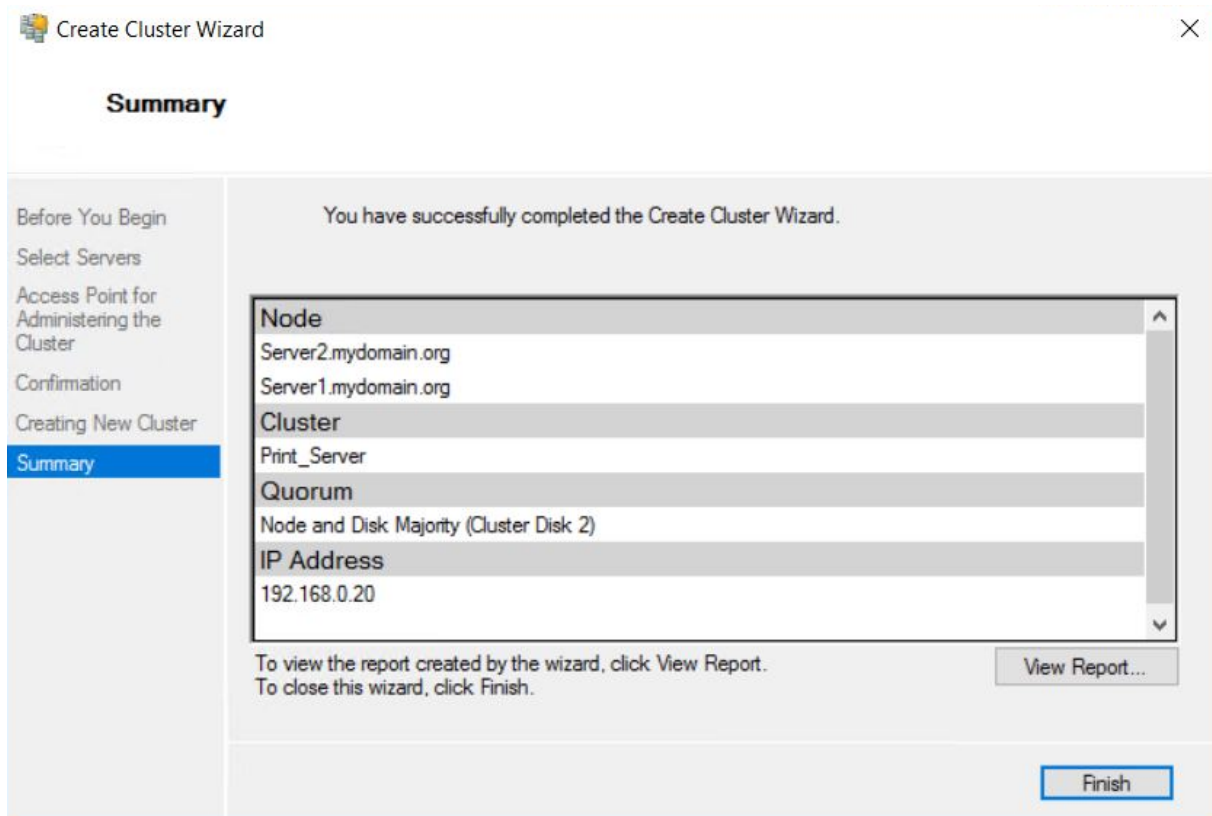 Create Cluster Wizard
Summary
Before You Begin
Select Servers
Access Point for
Administering the
Cluster
Confirmation
Creating New Cluster
Summary
You have successfully completed the Create Cluster Wizard.
Node
Server2.mydomain.org
Server1.mydomain.org
Cluster
Print_Server
Quorum
Node and Disk Majority (Cluster Disk 2)
IP Address
192.168.0.20
To view the report created by the wizard, click View Report.
To close this wizard, click Finish.
View Report...
Finish